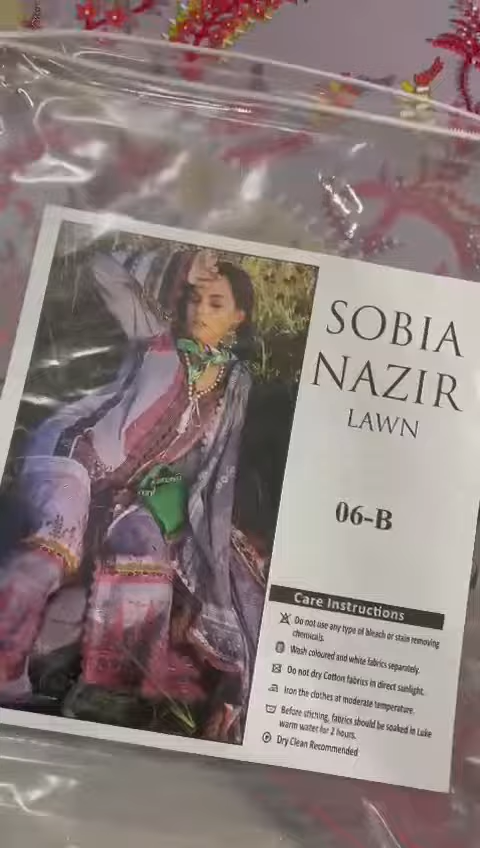 SOBIA
NAZIR
LAWN
06-B
Care Instructions
Do not use any type of bleach or stain removing
chemicals.
Wash coloured and white fabrics separately.
Do not dry Cotton fabrics in direct sunlight.
Iron the clothes at moderate temperature.
Before stiching, fabrics should be soaked in Luke
warm water for 2 hours.
Dry Clean Recommended